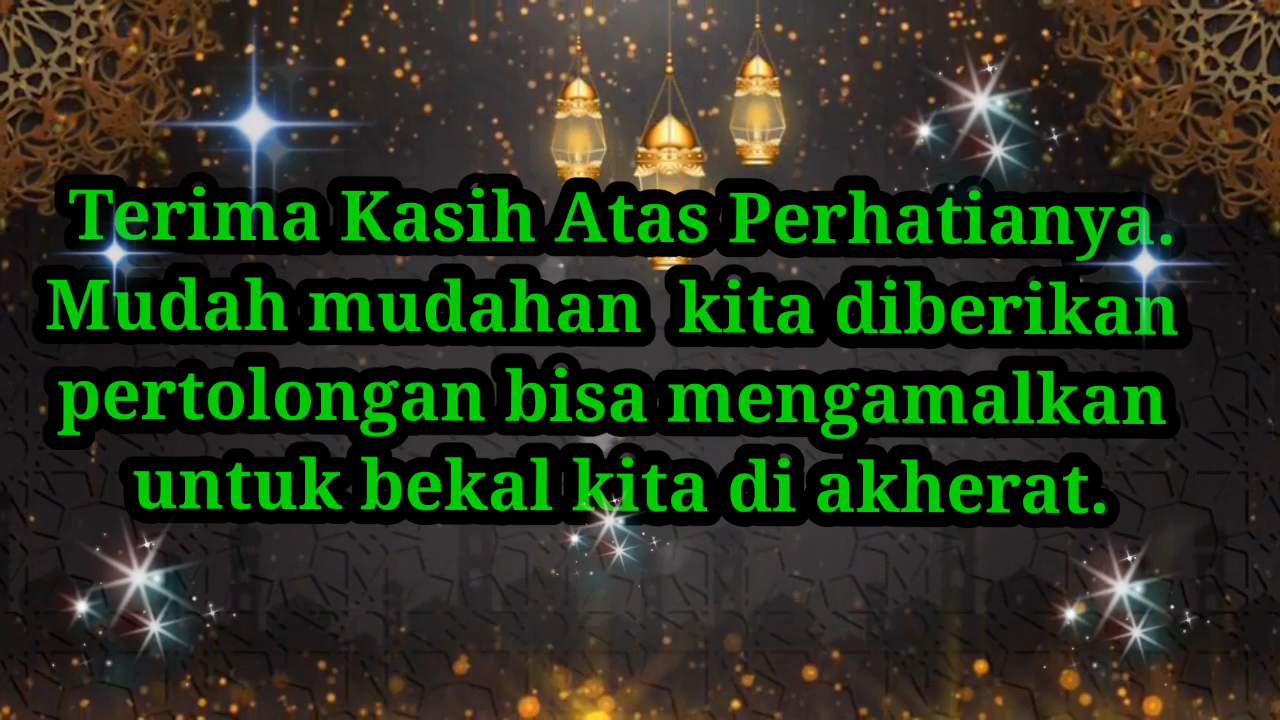 Terima Kasih Atas Perhatianya.
Mudah mudahan kita diberikan
pertolongan bisa mengamalkan
untuk bekal kita di akherat.